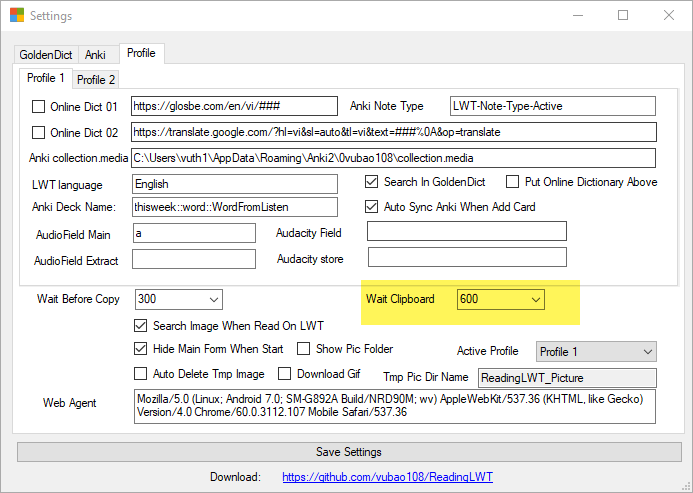 Settings
GoldenDict Anki Profile
Profile 1 Profile 2
Online Dict 01 https://glosbe.com/en/vi/### Anki Note Type LWT-Note-Type-Active
Online Dict 02 https://translate.google.com/?hl=vi&sl=auto&tl=vi&text=###%0A&op=translate
Anki collection.media C:\Users\vuth1\AppData\Roaming\Anki2\0vubao108\collection.media
LWT language English Search In GoldenDict Put Online Dictionary Above
Anki Deck Name: thisweek::word::WordFromListen Auto Sync Anki When Add Card
AudioField Main a Audacity Field
AudioField Extract Audacity store
Wait Before Copy 300 Wait Clipboard 600
Search Image When Read On LWT
Hide Main Form When Start Show Pic Folder Active Profile Profile 1
Auto Delete Tmp Image Download Gif Tmp Pic Dir Name ReadingLWT_Picture
Web Agent Mozilla/5.0 (Linux; Android 7.0; SM-G892A Build/NRD90M; wv) AppleWebKit/537.36 (KHTML, like Gecko)
Version/4.0 Chrome/60.0.3112.107 Mobile Safari/537.36
Save Settings
Download: https://github.com/vubao108/ReadingLWT